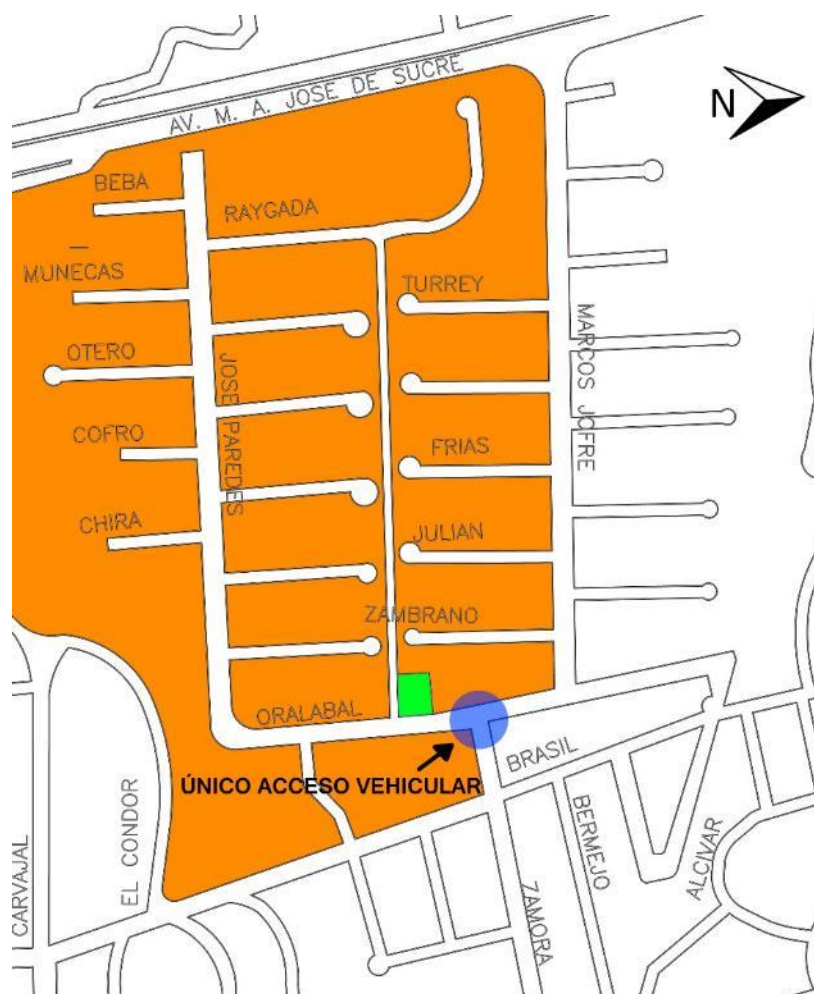 AV. M. A. JOSE DE SUCRE
N
BEBA
RAYGADA
MUNECAS
TURREY
OTERO
JOSE PAREDES
MARCOS JOFRE
COFRO
FRIAS
CHIRA
JULIAN
ZAMBRANO
ORALABAL
BRASIL
ÚNICO ACCESO VEHICULAR
EL CONDOR
CARVAJAL
ZAMORA
BERMEJO
ALCIVAR